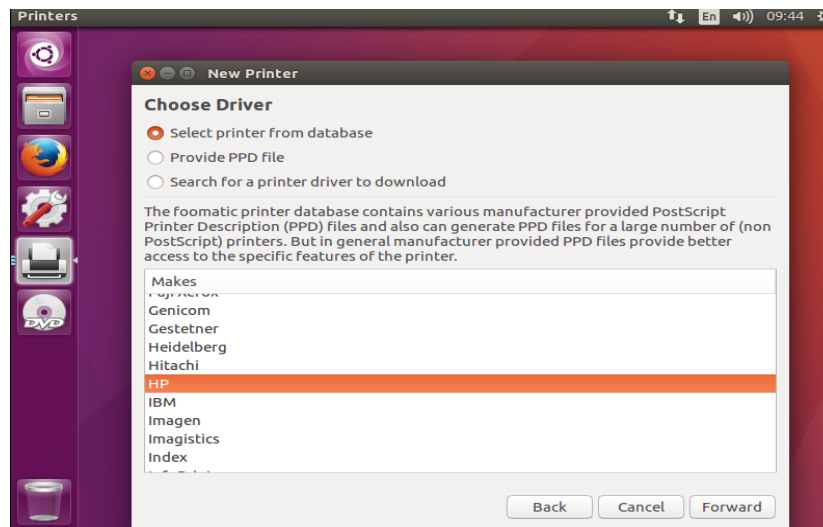 Printers
En
09:44
New Printer
Choose Driver
Select printer from database
Provide PPD file
Search for a printer driver to download
The foomatic printer database contains various manufacturer provided PostScript
Printer Description (PPD) files and also can generate PPD files for a large number of (non
PostScript) printers. But in general manufacturer provided PPD files provide better
access to the specific features of the printer.
Makes
Genicom
Gestetner
Heidelberg
Hitachi
HP
IBM
Imagen
Imagistics
Index
DVD
Back Cancel Forward